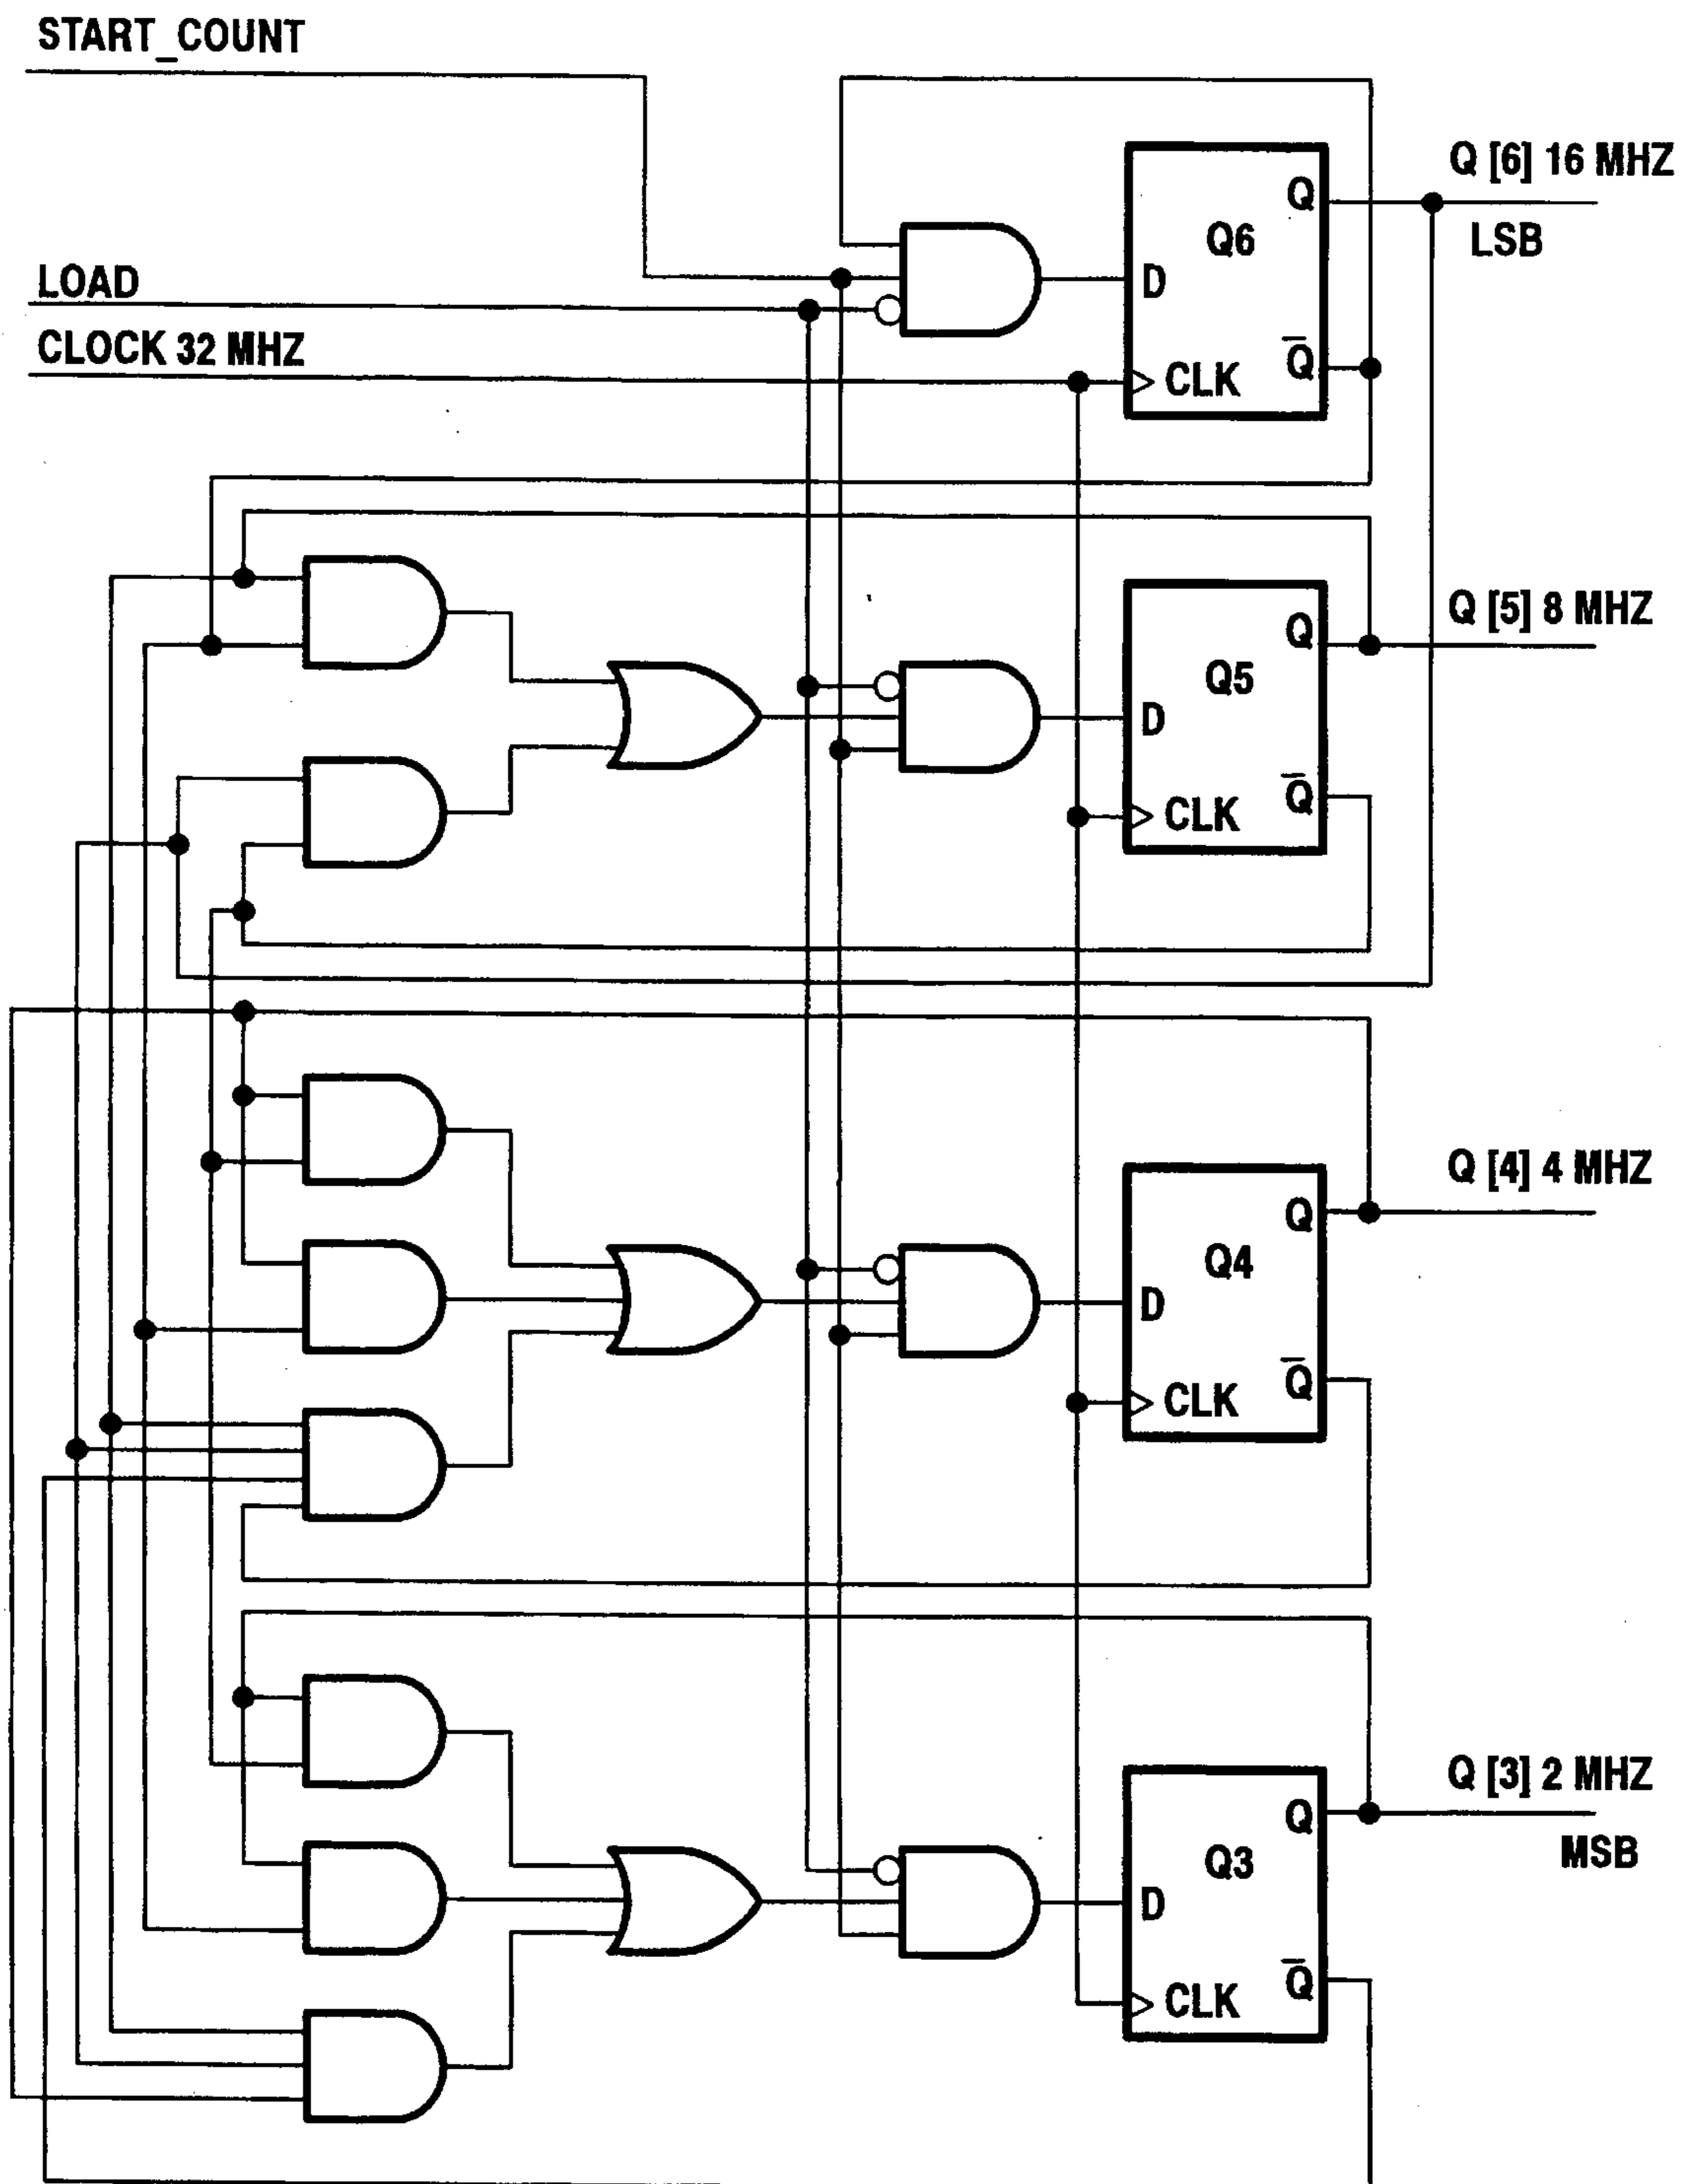 START_COUNT
LOAD
CLOCK 32 MHZ
Q
Q6
D
Q̅
CLK
Q [6] 16 MHZ
LSB
Q
Q5
D
Q̅
CLK
Q [5] 8 MHZ
Q
Q4
D
Q̅
CLK
Q [4] 4 MHZ
Q
Q3
D
Q̅
CLK
Q [3] 2 MHZ
MSB